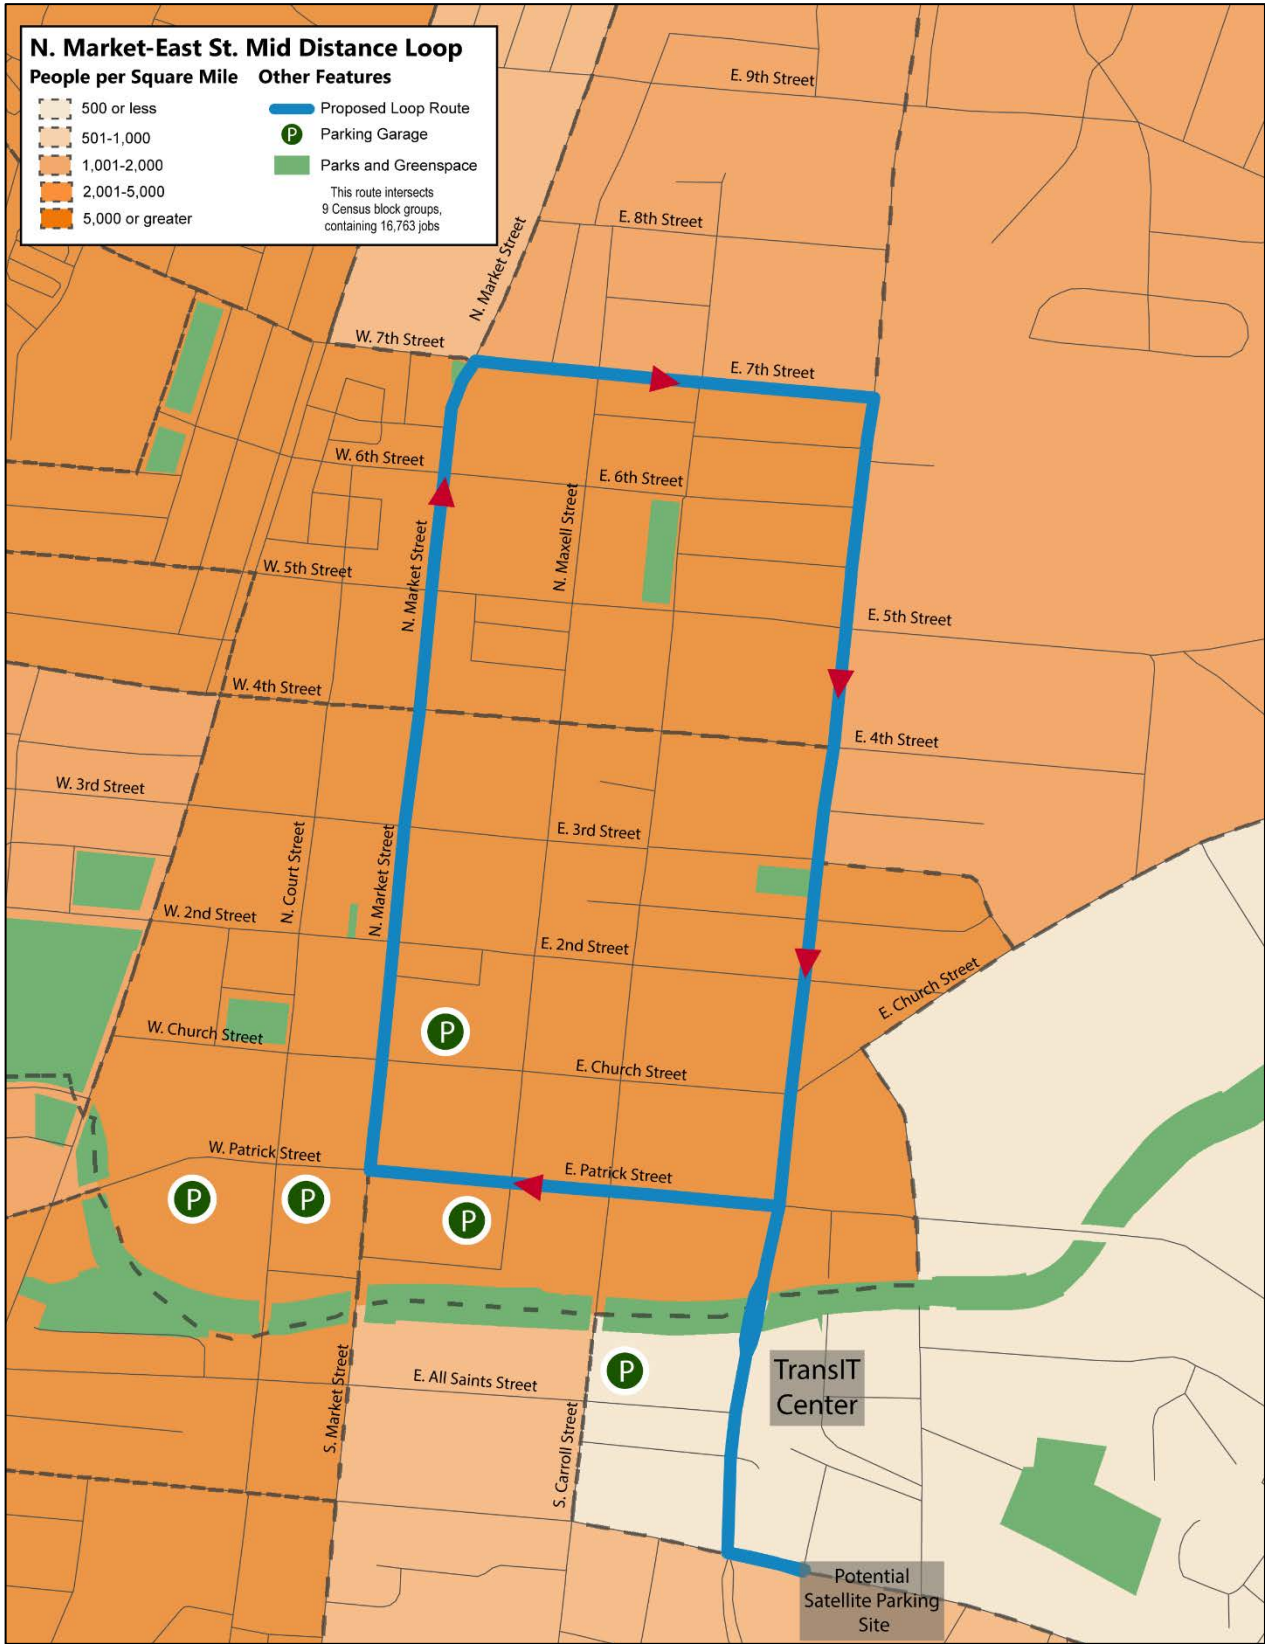 N. Market-East St. Mid Distance Loop
People per Square Mile
Other Features
500 or less
501-1,000
1,001-2,000
2,001-5,000
5,000 or greater
Proposed Loop Route
P
Parking Garage
Parks and Greenspace
This route intersects
9 Census block groups,
containing 16,763 jobs
E. 9th Street
E. 8th Street
N. Market Street
W. 7th Street
E. 7th Street
W. 6th Street
E. 6th Street
N. Market Street
N. Maxell Street
W. 5th Street
E. 5th Street
W. 4th Street
E. 4th Street
W. 3rd Street
E. 3rd Street
N. Court Street
N. Market Street
W. 2nd Street
E. 2nd Street
E. Church Street
P
W. Church Street
E. Church Street
W. Patrick Street
E. Patrick Street
P
P
P
P
TransIT
Center
E. All Saints Street
S. Market Street
S. Carroll Street
Potential
Satellite Parking
Site